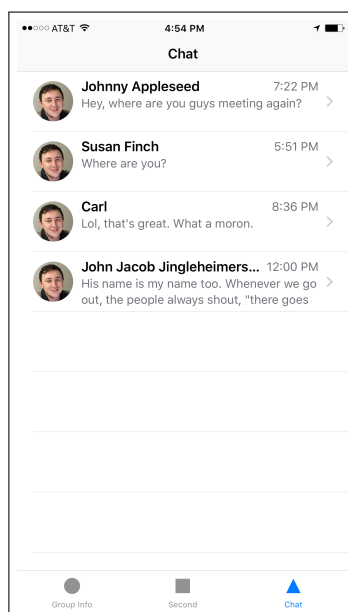 AT&T 4:54 PM
Chat
Johnny Appleseed 7:22 PM
Hey, where are you guys meeting again?
Susan Finch 5:51 PM
Where are you?
Carl 8:36 PM
Lol, that's great. What a moron.
John Jacob Jingleheimers... 12:00 PM
His name is my name too. Whenever we go
out, the people always shout, "there goes
Group Info Second Chat